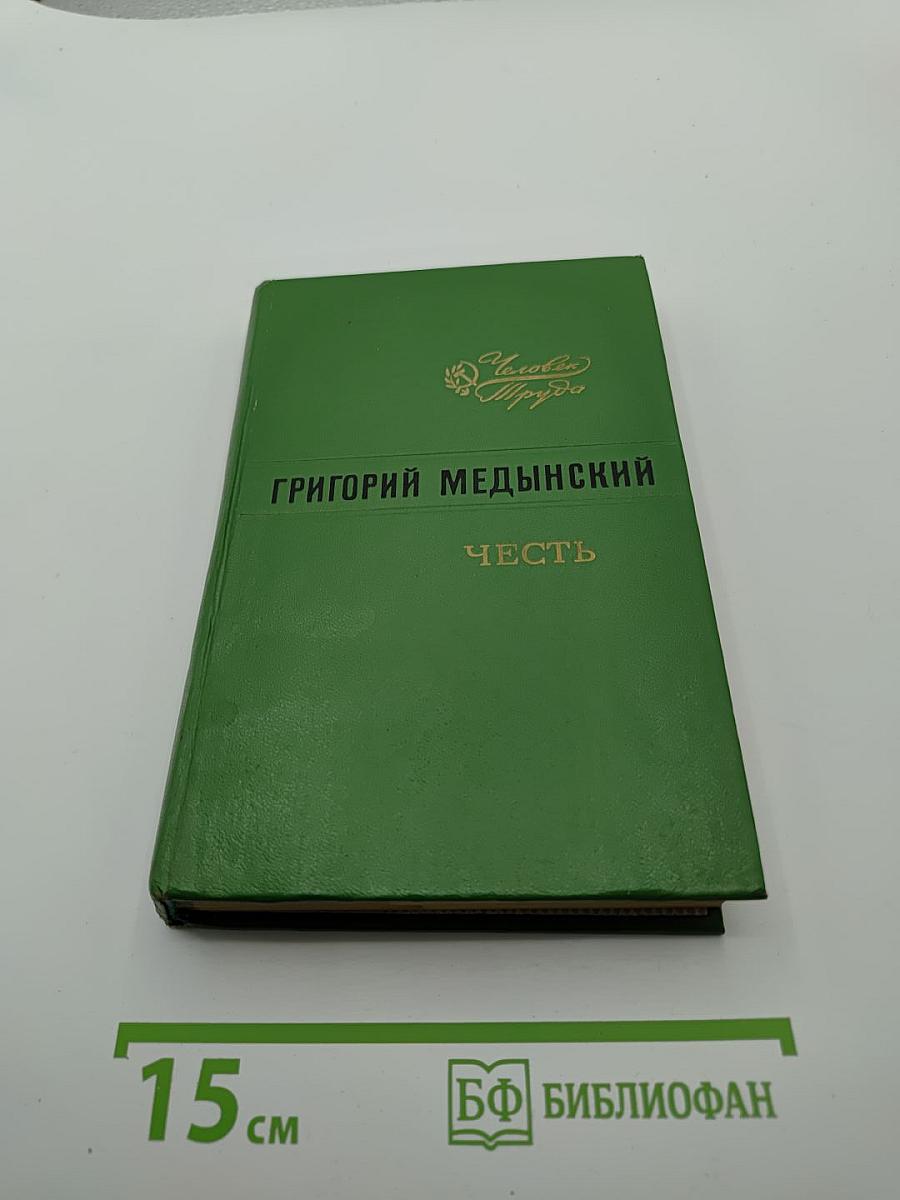 Человек
Труда
ГРИГОРИЙ МЕДЫНСКИЙ
ЧЕСТЬ
15 см
БФ БИБЛИОФАН